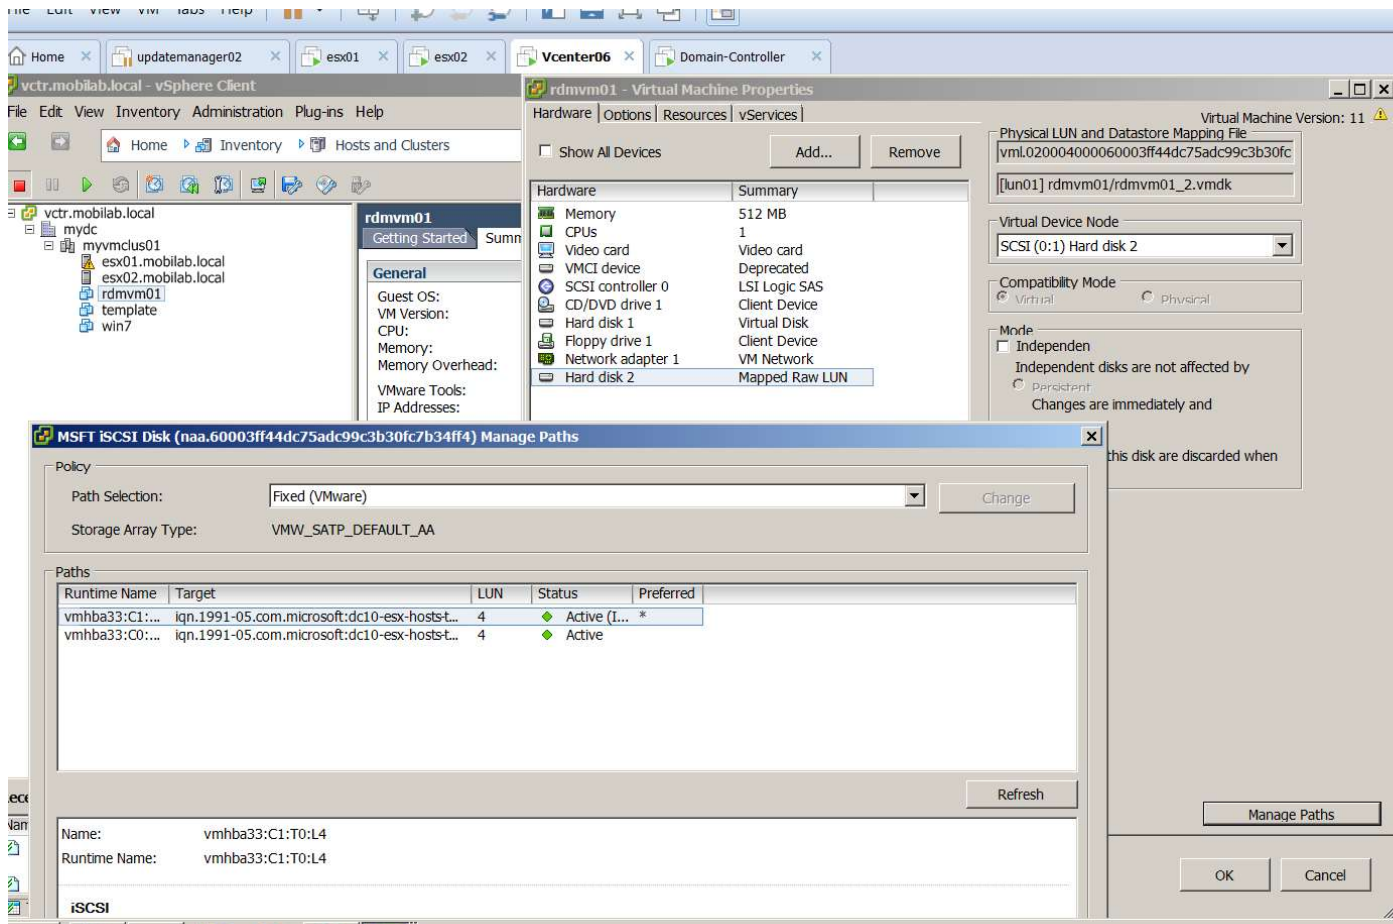 File Edit View VM Tabs Help
Home updatemanager02 esx01 esx02 Vcenter06 Domain-Controller
vctr.mobilab.local - vSphere Client
File Edit View Inventory Administration Plug-ins Help
Home Inventory Hosts and Clusters
vctr.mobilab.local
mydc
myvmclus01
esx01.mobilab.local
esx02.mobilab.local
rdmvm01
template
win7
rdmvm01
Getting Started Summ
General
Guest OS:
VM Version:
CPU:
Memory:
Memory Overhead:
VMware Tools:
IP Addresses:
rdmvm01 - Virtual Machine Properties
Hardware Options Resources vServices
Virtual Machine Version: 11
Show All Devices Add... Remove
Hardware Summary
Memory 512 MB
CPUs 1
Video card Video card
VMCI device Deprecated
SCSI controller 0 LSI Logic SAS
CD/DVD drive 1 Client Device
Hard disk 1 Virtual Disk
Floppy drive 1 Client Device
Network adapter 1 VM Network
Hard disk 2 Mapped Raw LUN
Physical LUN and Datastore Mapping File
vml.020004000060003ff44dc75adc99c3b30fc
[lun01] rdmvm01/rdmvm01_2.vmdk
Virtual Device Node
SCSI (0:1) Hard disk 2
Compatibility Mode
Virtual Physical
Mode
Independen
Independent disks are not affected by
Persistent
Changes are immediately and
this disk are discarded when
Manage Paths
OK Cancel
MSFT iSCSI Disk (naa.60003ff44dc75adc99c3b30fc7b34ff4) Manage Paths
Policy
Path Selection: Fixed (VMware) Change
Storage Array Type: VMW_SATP_DEFAULT_AA
Paths
Runtime Name Target LUN Status Preferred
vmhba33:C1:... iqn.1991-05.com.microsoft:dc10-esx-hosts-t... 4 Active (I... *
vmhba33:C0:... iqn.1991-05.com.microsoft:dc10-esx-hosts-t... 4 Active
Refresh
Name: vmhba33:C1:T0:L4
Runtime Name: vmhba33:C1:T0:L4
iSCSI